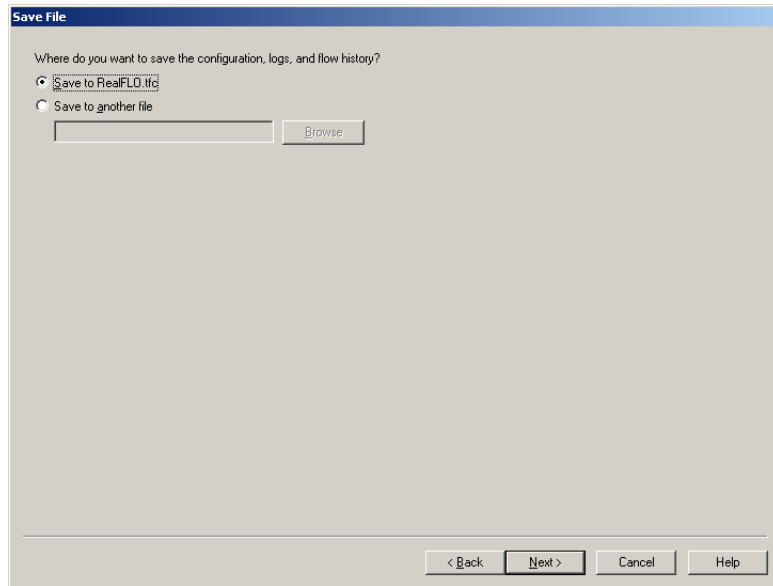 Save File
Where do you want to save the configuration, logs, and flow history?
Save to RealFLO.tfc
Save to another file
Browse
< Back Next > Cancel Help